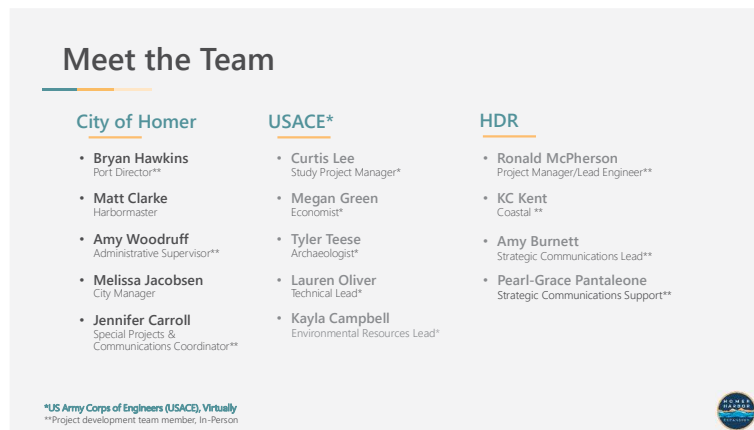 Meet the Team
City of Homer
• Bryan Hawkins
Port Director**
• Matt Clarke
Harbormaster
• Amy Woodruff
Administrative Supervisor**
• Melissa Jacobsen
City Manager
• Jennifer Carroll
Special Projects &
Communications Coordinator**
USACE*
• Curtis Lee
Study Project Manager*
• Megan Green
Economist*
• Tyler Teese
Archaeologist*
• Lauren Oliver
Technical Lead*
• Kayla Campbell
Environmental Resources Lead*
HDR
• Ronald McPherson
Project Manager/Lead Engineer**
• KC Kent
Coastal **
• Amy Burnett
Strategic Communications Lead**
• Pearl-Grace Pantaleone
Strategic Communications Support**
*US Army Corps of Engineers (USACE), Virtually
**Project development team member, In-Person
HOMER
HARBOR